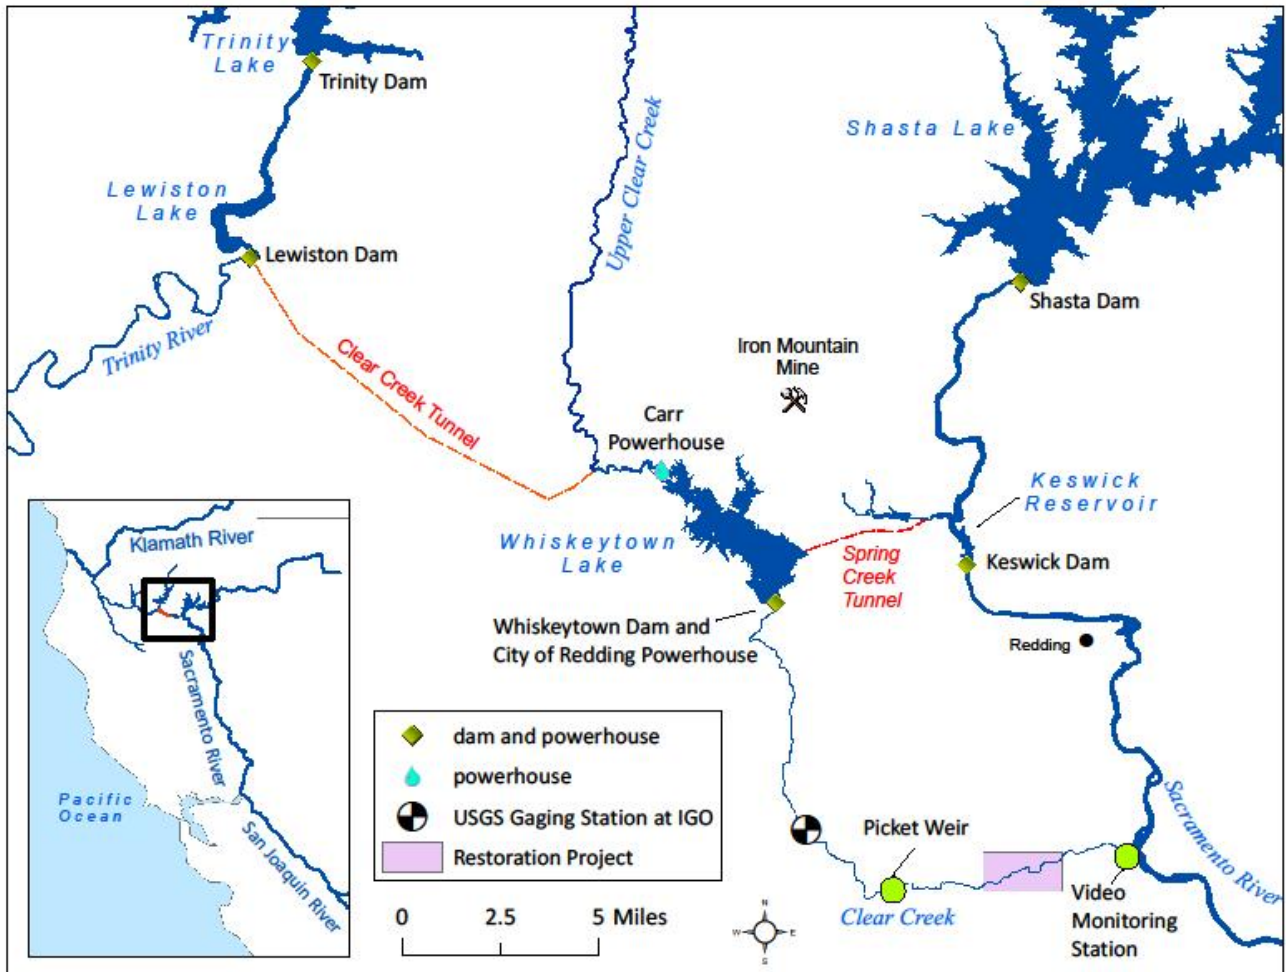 Trinity
Lake
Trinity Dam
Lewiston
Lake
Lewiston Dam
Trinity River
Clear Creek Tunnel
Upper Clear Creek
Shasta Lake
Shasta Dam
Iron Mountain
Mine
Carr
Powerhouse
Keswick
Reservoir
Whiskeytown
Lake
Spring
Creek
Tunnel
Keswick Dam
Whiskeytown Dam and
City of Redding Powerhouse
Redding
Klamath River
Sacramento River
Pacific
Ocean
San Joaquin River
dam and powerhouse
powerhouse
USGS Gaging Station at IGO
Restoration Project
0 2.5 5 Miles
N
W E
S
Picket Weir
Clear Creek
Video
Monitoring
Station
Sacramento River